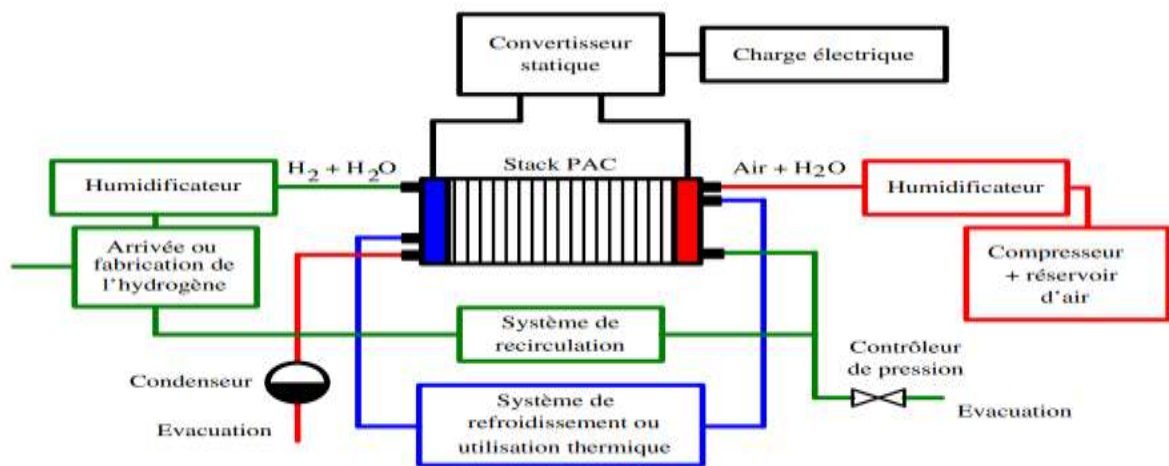 Convertisseur
statique
Charge électrique
H2 + H2O
Stack PAC
Air + H2O
Humidificateur
Humidificateur
Arrivée ou
fabrication de
l'hydrogène
Compresseur
+ réservoir
d'air
Système de
recirculation
Contrôleur
de pression
Condenseur
Système de
refroidissement ou
utilisation thermique
Evacuation
Evacuation